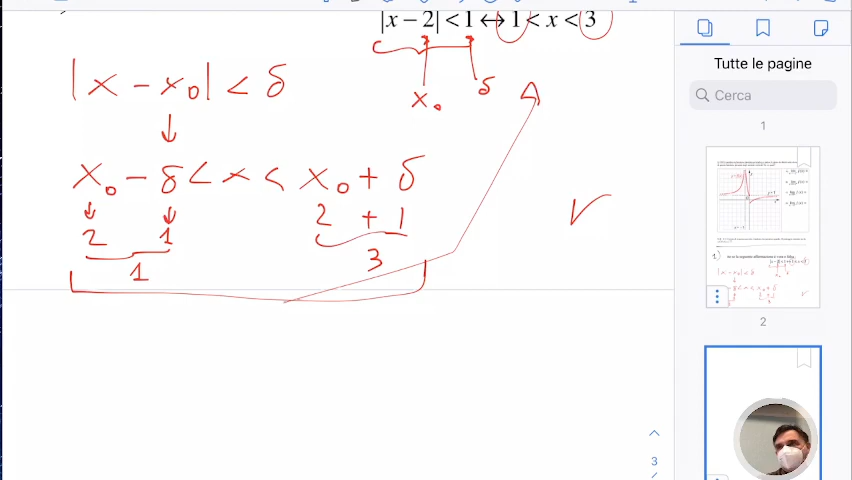 |x − 2| < 1 ↔ 1 < x < 3
x₀ δ
|x − x₀| < δ
x₀ − δ < x < x₀ + δ
2 1 2 + 1
1 3
V
Tutte le pagine
Cerca
1
2
3